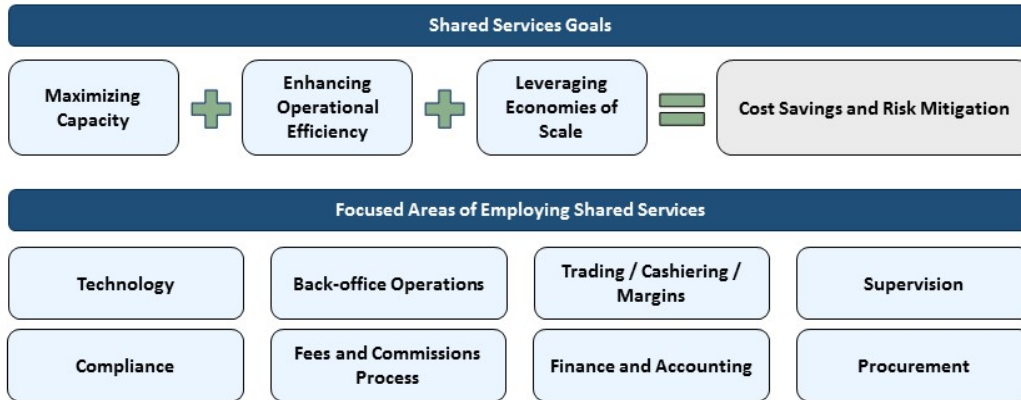 Shared Services Goals
Maximizing
Capacity
Enhancing
Operational
Efficiency
Leveraging
Economies of
Scale
Cost Savings and Risk Mitigation
Focused Areas of Employing Shared Services
Technology
Back-office Operations
Trading / Cashiering /
Margins
Supervision
Compliance
Fees and Commissions
Process
Finance and Accounting
Procurement